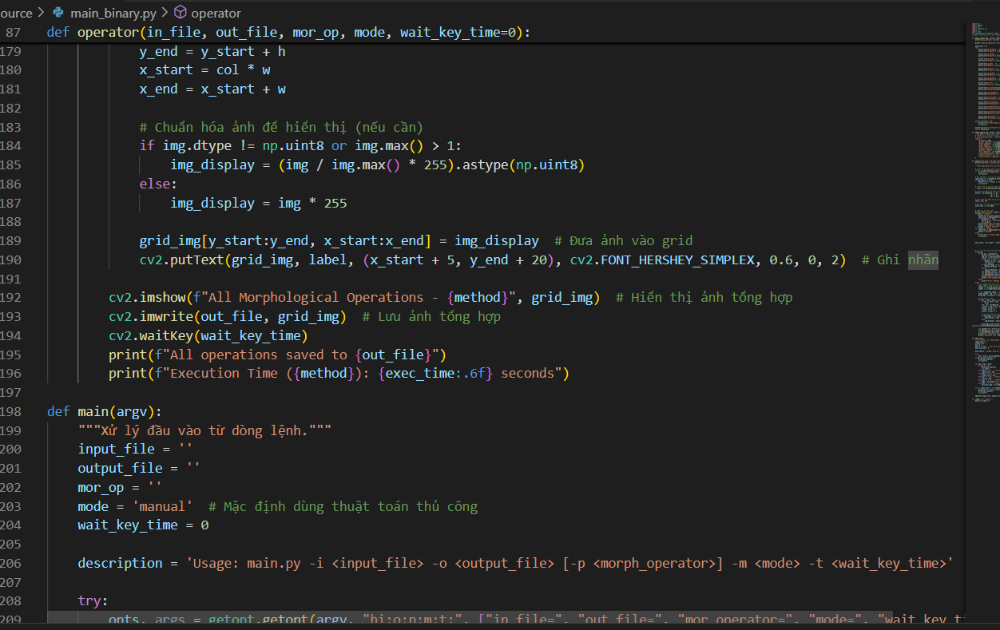 ource > main_binary.py > operator
87 def operator(in_file, out_file, mor_op, mode, wait_key_time=0):
179 y_end = y_start + h
180 x_start = col * w
181 x_end = x_start + w
182
183 # Chuẩn hóa ảnh để hiển thị (nếu cần)
184 if img.dtype != np.uint8 or img.max() > 1:
185 img_display = (img / img.max() * 255).astype(np.uint8)
186 else:
187 img_display = img * 255
188
189 grid_img[y_start:y_end, x_start:x_end] = img_display # Đưa ảnh vào grid
190 cv2.putText(grid_img, label, (x_start + 5, y_end + 20), cv2.FONT_HERSHEY_SIMPLEX, 0.6, 0, 2) # Ghi nhãn
191
192 cv2.imshow(f"All Morphological Operations - {method}", grid_img) # Hiển thị ảnh tổng hợp
193 cv2.imwrite(out_file, grid_img) # Lưu ảnh tổng hợp
194 cv2.waitKey(wait_key_time)
195 print(f"All operations saved to {out_file}")
196 print(f"Execution Time ({method}): {exec_time:.6f} seconds")
197
198 def main(argv):
199 """Xử lý đầu vào từ dòng lệnh."""
200 input_file = ''
201 output_file = ''
202 mor_op = ''
203 mode = 'manual' # Mặc định dùng thuật toán thủ công
204 wait_key_time = 0
205
206 description = 'Usage: main.py -i <input_file> -o <output_file> [-p <morph_operator>] -m <mode> -t <wait_key_time>'
207
208 try:
209 opts, args = getopt.getopt(argv, "hi:o:p:m:t:", ["in_file=", "out_file=", "mor_operator=", "mode=", "wait_key_ti